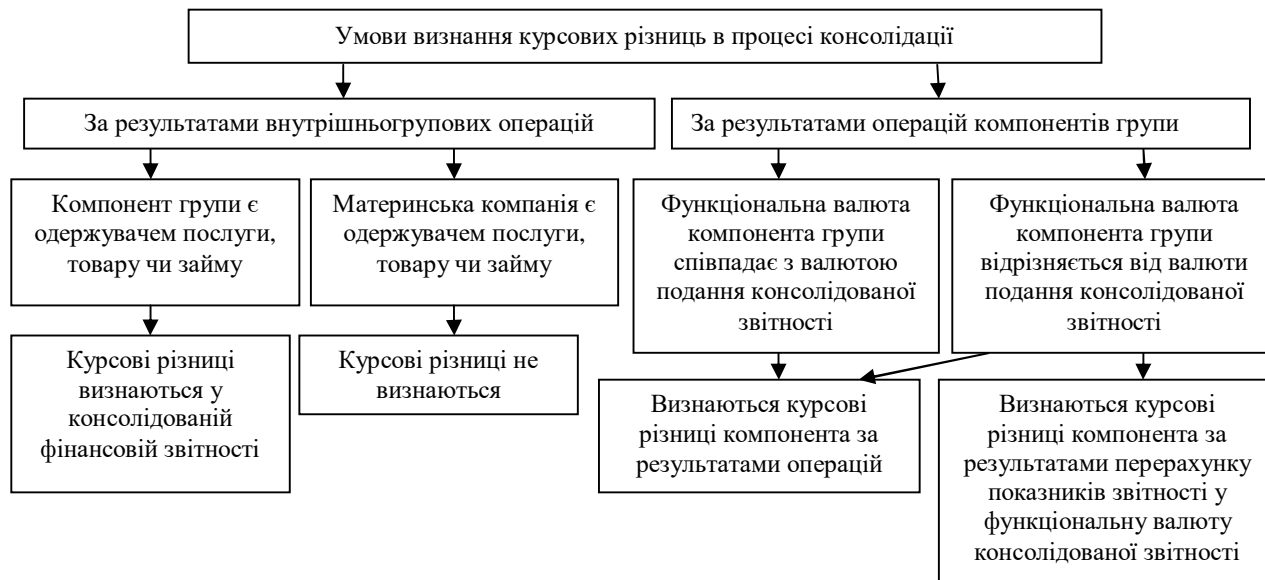 Умови визнання курсових різниць в процесі консолідації
За результатами внутрішньогрупових операцій
За результатами операцій компонентів групи
Компонент групи є
одержувачем послуги,
товару чи займу
Материнська компанія є
одержувачем послуги,
товару чи займу
Функціональна валюта
компонента групи
співпадає з валютою
подання консолідованої
звітності
Функціональна валюта
компонента групи
відрізняється від валюти
подання консолідованої
звітності
Курсові різниці
визнаються у
консолідованій
фінансовій звітності
Курсові різниці не
визнаються
Визнаються курсові
різниці компонента за
результатами операцій
Визнаються курсові
різниці компонента за
результатами перерахунку
показників звітності у
функціональну валюту
консолідованої звітності